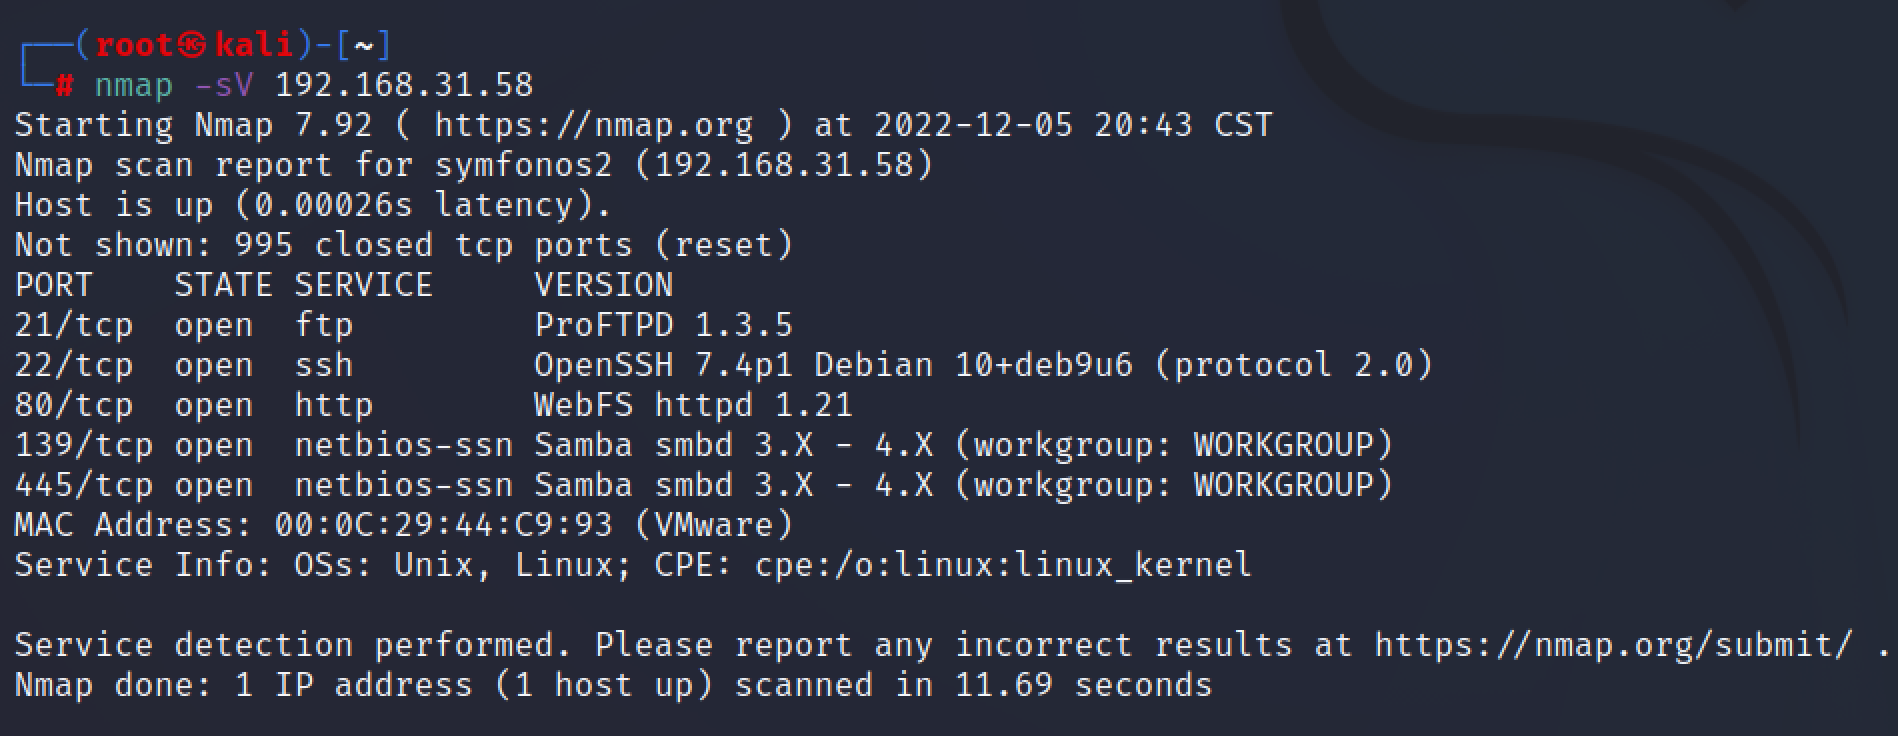 ┌──(root㉿kali)-[~]
└─# nmap -sV 192.168.31.58
Starting Nmap 7.92 ( https://nmap.org ) at 2022-12-05 20:43 CST
Nmap scan report for symfonos2 (192.168.31.58)
Host is up (0.00026s latency).
Not shown: 995 closed tcp ports (reset)
PORT    STATE SERVICE     VERSION
21/tcp  open  ftp         ProFTPD 1.3.5
22/tcp  open  ssh         OpenSSH 7.4p1 Debian 10+deb9u6 (protocol 2.0)
80/tcp  open  http        WebFS httpd 1.21
139/tcp open  netbios-ssn Samba smbd 3.X - 4.X (workgroup: WORKGROUP)
445/tcp open  netbios-ssn Samba smbd 3.X - 4.X (workgroup: WORKGROUP)
MAC Address: 00:0C:29:44:C9:93 (VMware)
Service Info: OSs: Unix, Linux; CPE: cpe:/o:linux:linux_kernel

Service detection performed. Please report any incorrect results at https://nmap.org/submit/ .
Nmap done: 1 IP address (1 host up) scanned in 11.69 seconds